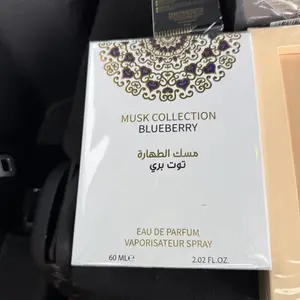 MUSK COLLECTION
BLUEBERRY
مسك الطهارة
توت بري
EAU DE PARFUM
VAPORISATEUR SPRAY
60 ML℮ 2.02 FL.OZ.